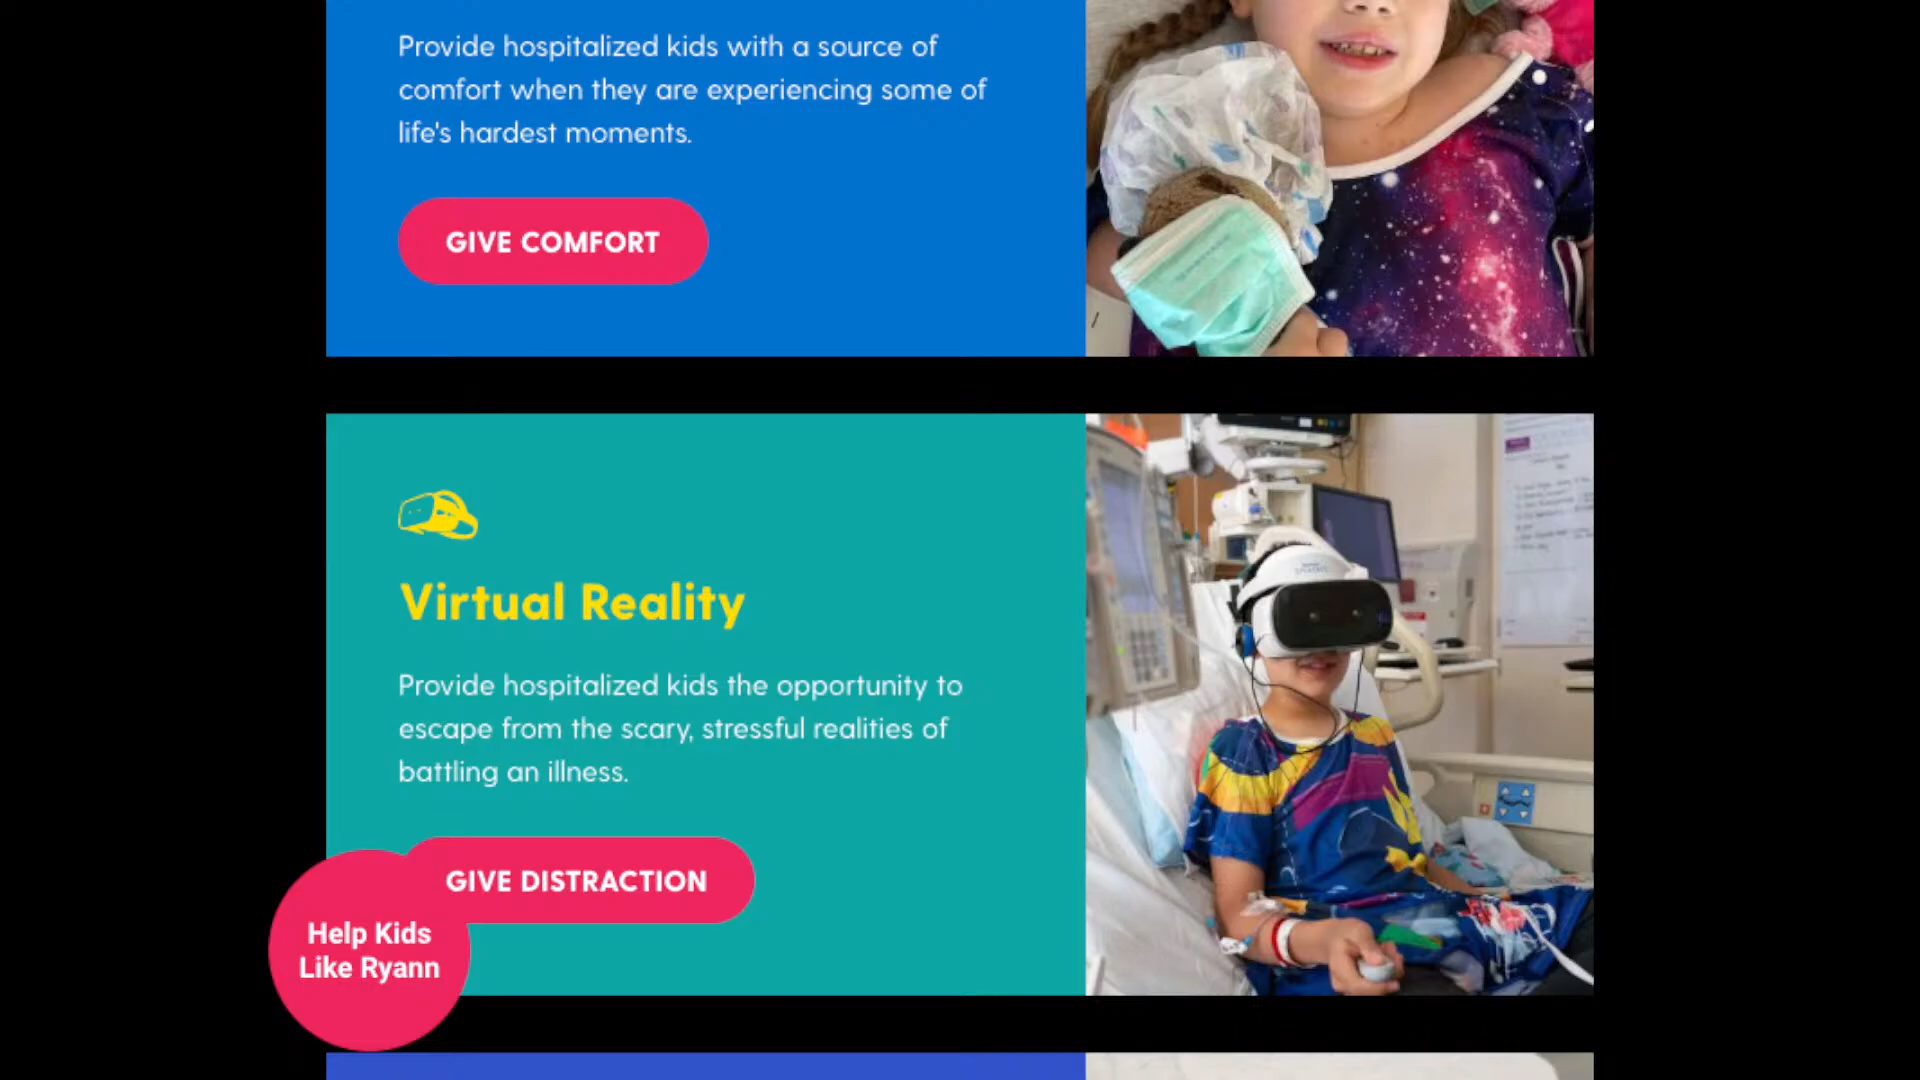 Provide hospitalized kids with a source of
comfort when they are experiencing some of
life's hardest moments.
GIVE COMFORT
Virtual Reality
Provide hospitalized kids the opportunity to
escape from the scary, stressful realities of
battling an illness.
GIVE DISTRACTION
Help Kids
Like Ryann